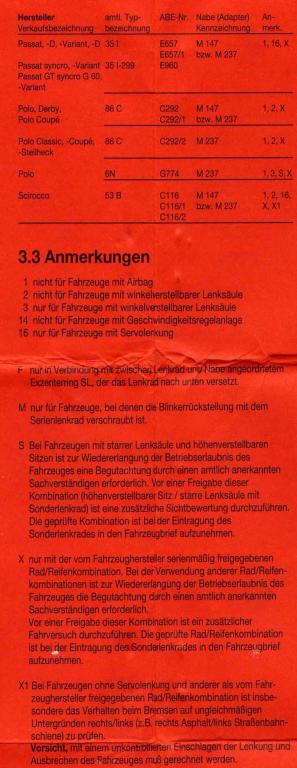 Hersteller amtl. Typ- ABE-Nr. Nabe (Adapter) An-
Verkaufsbezeichnung bezeichnung Kennzeichnung merk.
Passat, -D, -Variant, -D 35 I E657 M 147 1, 16, X
E657/1 bzw. M 237
Passat syncro, -Variant 35 I-299 E960
Passat GT syncro G 60,
-Variant
Polo, Derby, 86 C C292 M 147 1, 2, X
Polo Coupé C292/1 bzw. M 237
Polo Classic, -Coupé, 86 C C292/2 M 237 1, 2, X
-Steilheck
Polo 6N G774 M 237 1, 3, S, X
Scirocco 53 B C116 M 147 1, 2, 16,
C116/1 bzw. M 237 X, X1
C116/2
3.3 Anmerkungen
1 nicht für Fahrzeuge mit Airbag
2 nicht für Fahrzeuge mit winkelverstellbarer Lenksäule
3 nur für Fahrzeuge mit winkelverstellbarer Lenksäule
14 nicht für Fahrzeuge mit Geschwindigkeitsregelanlage
16 nur für Fahrzeuge mit Servolenkung
F nur in Verbindung mit zwischen Lenkrad und Nabe angeordnetem
Exzenterring SL, der das Lenkrad nach unten versetzt.
M nur für Fahrzeuge, bei denen die Blinkerrückstellung mit dem
Serienlenkrad verschraubt ist.
S Bei Fahrzeugen mit starrer Lenksäule und höhenverstellbaren
Sitzen ist zur Wiedererlangung der Betriebserlaubnis des
Fahrzeuges eine Begutachtung durch einen amtlich anerkannten
Sachverständigen erforderlich. Vor einer Freigabe dieser
Kombination (höhenverstellbarer Sitz / starre Lenksäule mit
Sonderlenkrad) ist eine zusätzliche Sichtbewertung durchzuführen.
Die geprüfte Kombination ist bei der Eintragung des
Sonderlenkrades in den Fahrzeugbrief aufzunehmen.
X nur mit der vom Fahrzeughersteller serienmäßig freigegebenen
Rad/Reifenkombination. Bei der Verwendung anderer Rad/Reifen-
kombinationen ist zur Wiedererlangung der Betriebserlaubnis des
Fahrzeuges die Begutachtung durch einen amtlich anerkannten
Sachverständigen erforderlich.
Vor einer Freigabe dieser Kombination ist ein zusätzlicher
Fahrversuch durchzuführen. Die geprüfte Rad/Reifenkombination
ist bei der Eintragung des Sonderlenkrades in den Fahrzeugbrief
aufzunehmen.
X1 Bei Fahrzeugen ohne Servolenkung und anderer als vom Fahr-
zeughersteller freigegebenen Rad/Reifenkombination ist insbe-
sondere das Verhalten beim Bremsen auf ungleichmäßigen
Untergründen rechts/links (z.B. rechts Asphalt/links Straßenbahn-
schiene) zu prüfen.
Vorsicht, mit einem unkontrollierten Einschlagen der Lenkung und
Ausbrechen des Fahrzeuges muß gerechnet werden.